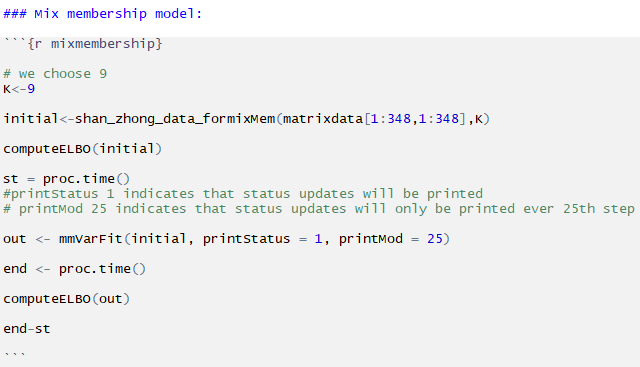 ### Mix membership model:
```{r mixmembership}
# we choose 9
K<-9
initial<-shan_zhong_data_formixMem(matrixdata[1:348,1:348],K)
computeELBO(initial)
st = proc.time()
#printStatus 1 indicates that status updates will be printed
# printMod 25 indicates that status updates will only be printed ever 25th step
out <- mmVarFit(initial, printStatus = 1, printMod = 25)
end <- proc.time()
computeELBO(out)
end-st
```